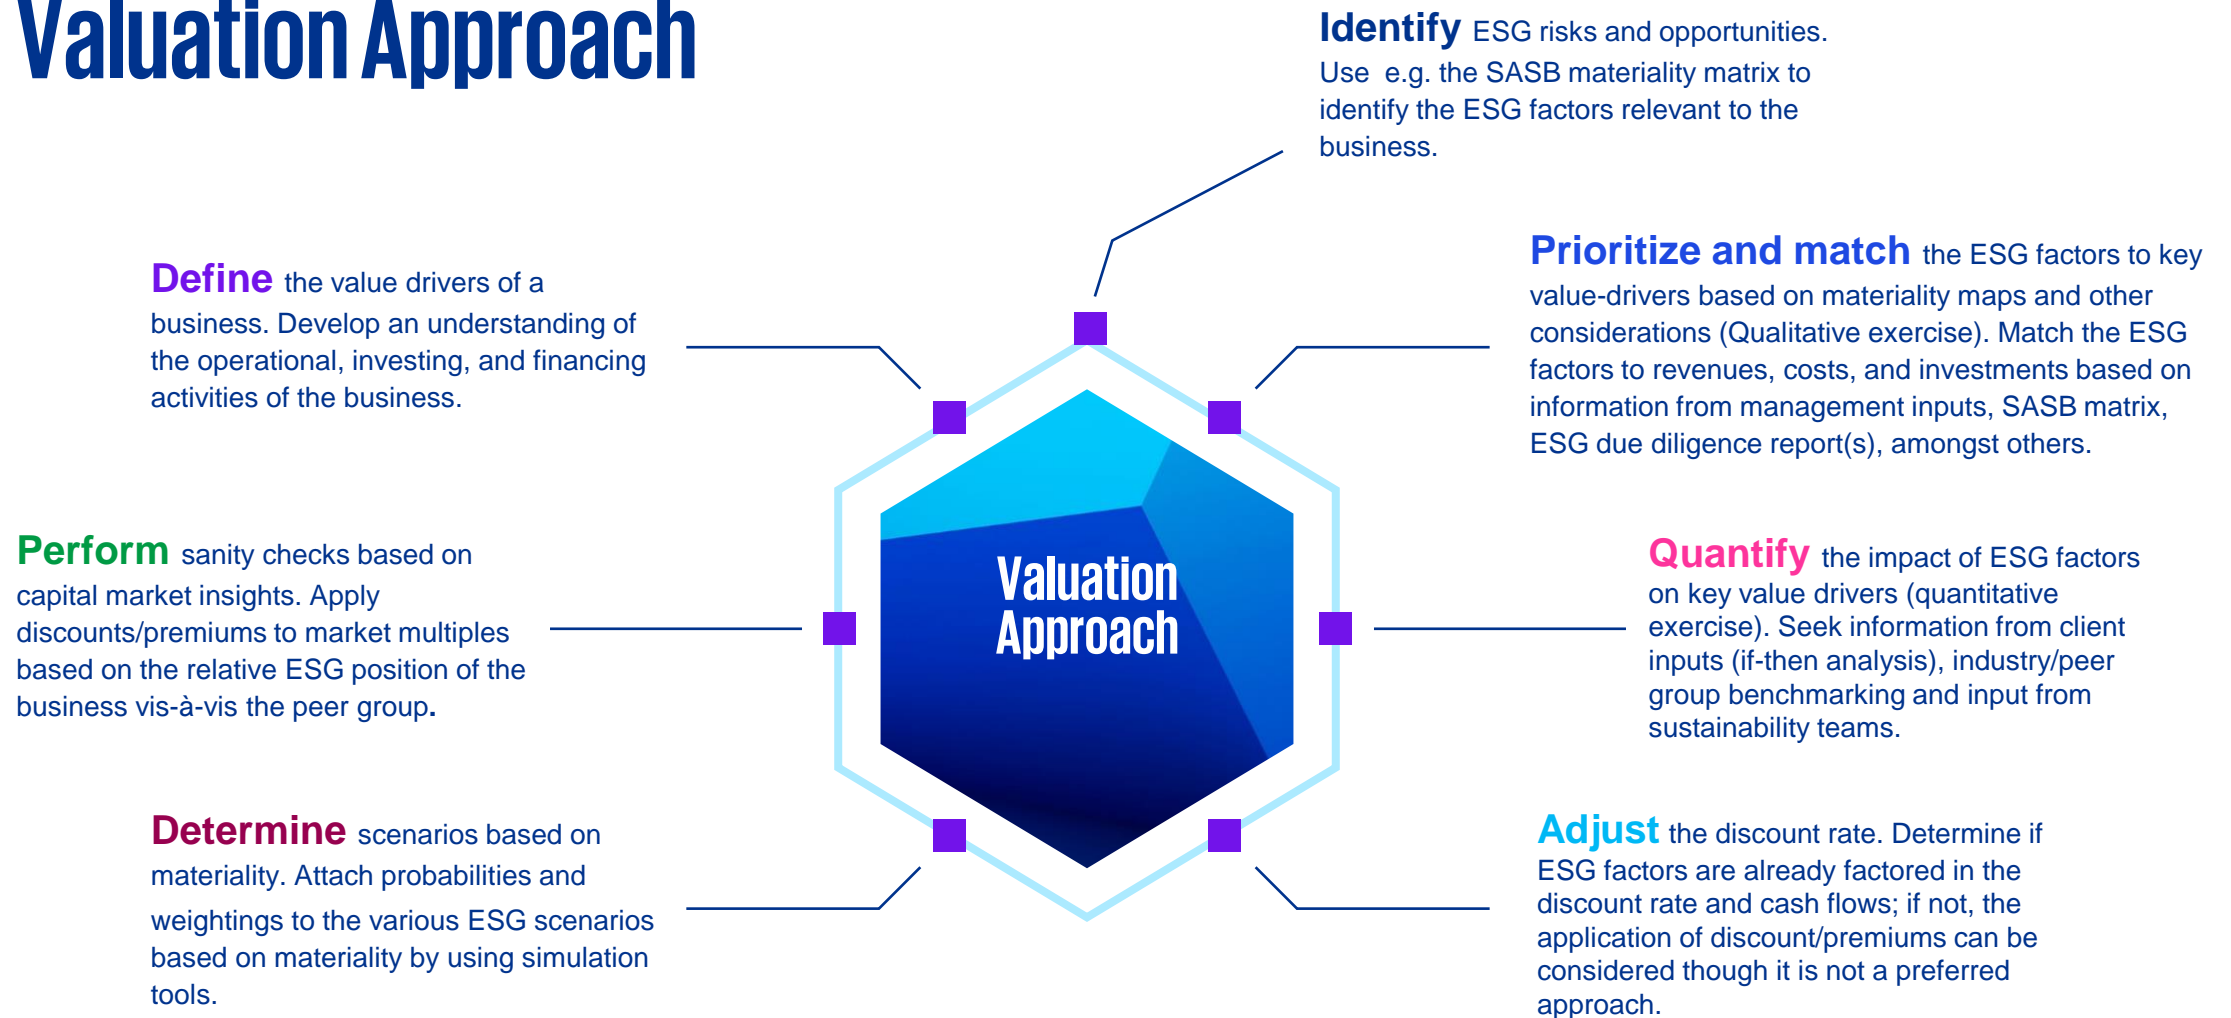 Valuation Approach
Identify ESG risks and opportunities.
Use e.g. the SASB materiality matrix to
identify the ESG factors relevant to the
business.
Define the value drivers of a
business. Develop an understanding of
the operational, investing, and financing
activities of the business.
Prioritize and match the ESG factors to key
value-drivers based on materiality maps and other
considerations (Qualitative exercise). Match the ESG
factors to revenues, costs, and investments based on
information from management inputs, SASB matrix,
ESG due diligence report(s), amongst others.
Perform sanity checks based on
capital market insights. Apply
discounts/premiums to market multiples
based on the relative ESG position of the
business vis-à-vis the peer group.
Valuation
Approach
Quantify the impact of ESG factors
on key value drivers (quantitative
exercise). Seek information from client
inputs (if-then analysis), industry/peer
group benchmarking and input from
sustainability teams.
Determine scenarios based on
materiality. Attach probabilities and
weightings to the various ESG scenarios
based on materiality by using simulation
tools.
Adjust the discount rate. Determine if
ESG factors are already factored in the
discount rate and cash flows; if not, the
application of discount/premiums can be
considered though it is not a preferred
approach.